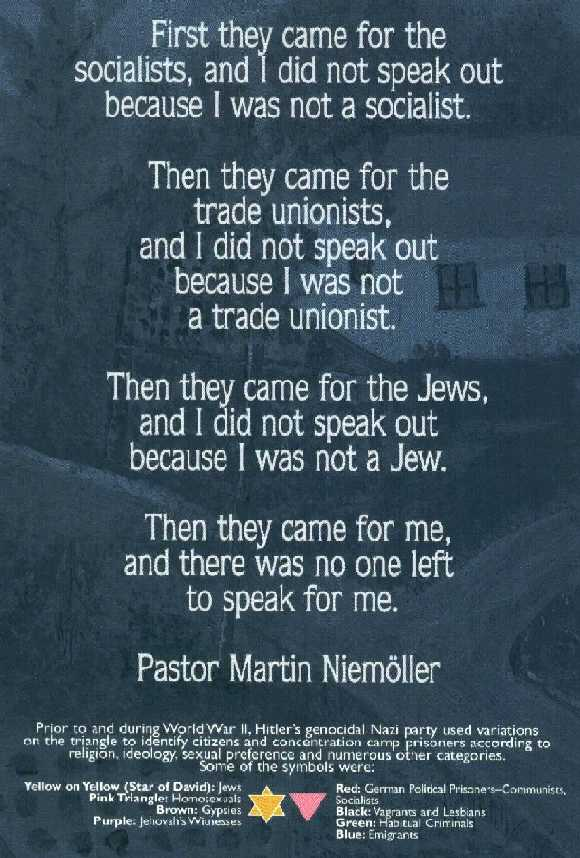 First they came for the
socialists, and I did not speak out
because I was not a socialist.
Then they came for the
trade unionists,
and I did not speak out
because I was not
a trade unionist.
Then they came for the Jews,
and I did not speak out
because I was not a Jew.
Then they came for me,
and there was no one left
to speak for me.
Pastor Martin Niemöller
Prior to and during World War II, Hitler's genocidal Nazi party used variations
on the triangle to identify citizens and concentration camp prisoners according to
religion, ideology, sexual preference and numerous other categories.
Some of the symbols were:
Yellow on Yellow (Star of David): Jews
Pink Triangle: Homosexuals
Brown: Gypsies
Purple: Jehovah's Witnesses
Red: German Political Prisoners–Communists,
Socialists
Black: Vagrants and Lesbians
Green: Habitual Criminals
Blue: Emigrants